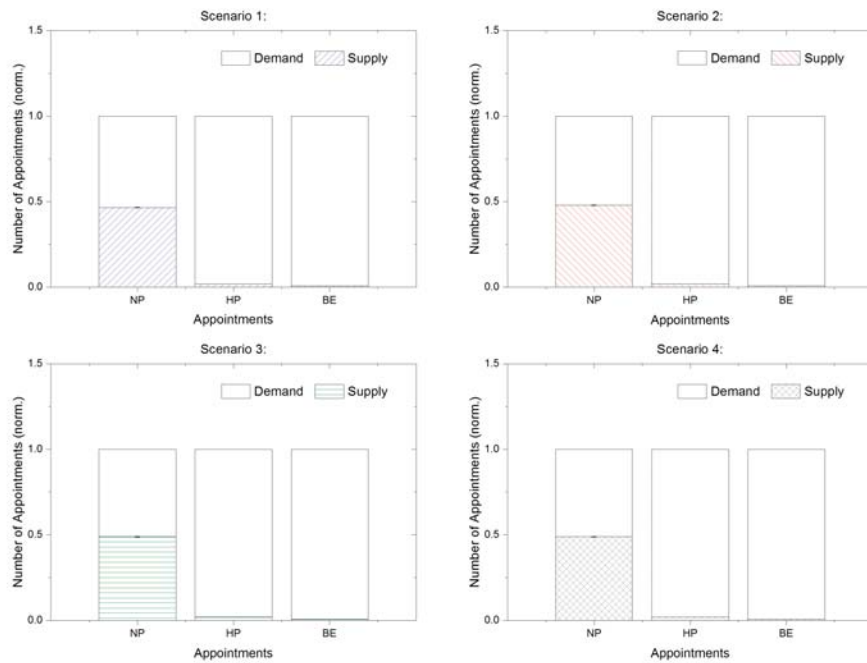 Scenario 1:
1.5
Demand Supply
1.0
0.5
0.0
Number of Appointments (norm.)
NP HP BE
Appointments
Scenario 2:
1.5
Demand Supply
1.0
0.5
0.0
Number of Appointments (norm.)
NP HP BE
Appointments
Scenario 3:
1.5
Demand Supply
1.0
0.5
0.0
Number of Appointments (norm.)
NP HP BE
Appointments
Scenario 4:
1.5
Demand Supply
1.0
0.5
0.0
Number of Appointments (norm.)
NP HP BE
Appointments